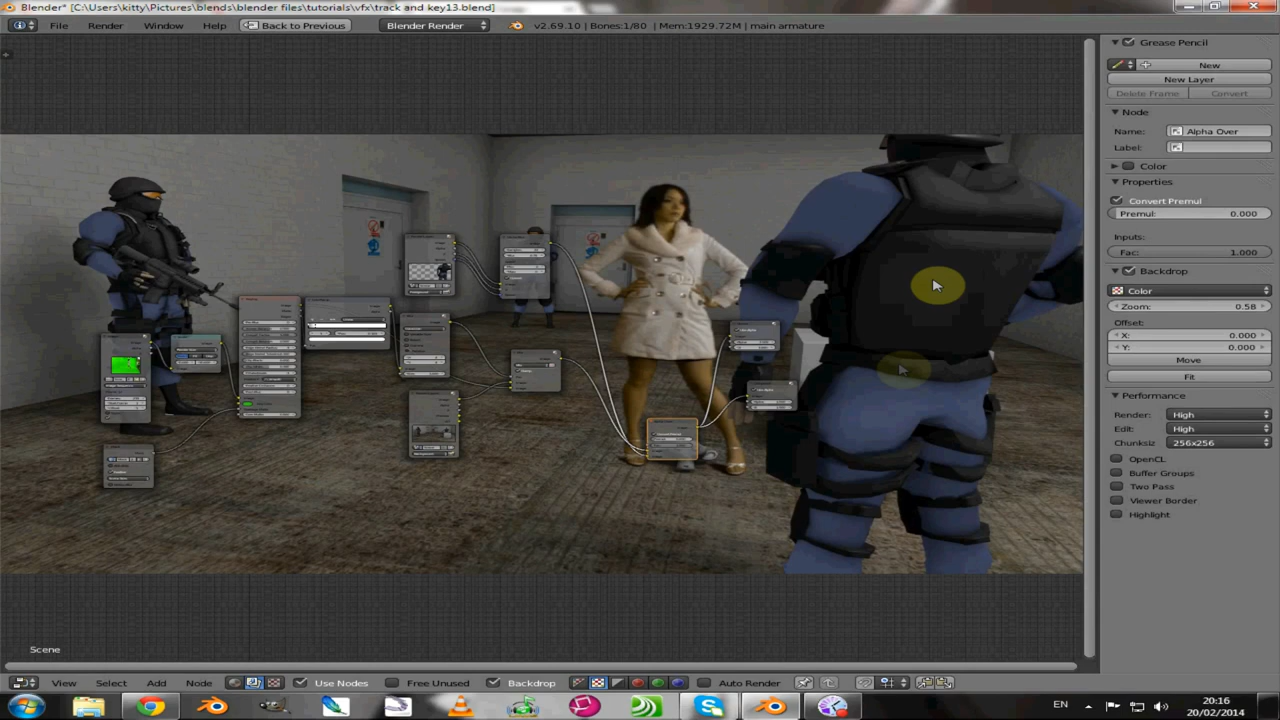 Blender* [C:\Users\kitty\Pictures\blends\blender files\tutorials\vfx\track and key13.blend]
File Render Window Help Back to Previous Blender Render v2.69.10 | Bones:1/80 | Mem:1929.72M | main armature
Grease Pencil
New
New Layer
Delete Frame Convert
Node
Name: Alpha Over
Label:
Color
Properties
Convert Premul
Premul: 0.000
Inputs:
Fac: 1.000
Backdrop
Color
Zoom: 0.58
Offset:
X: 0.000
Y: 0.000
Move
Fit
Performance
Render: High
Edit: High
Chunksiz 256x256
OpenCL
Buffer Groups
Two Pass
Viewer Border
Highlight
Scene
View Select Add Node Use Nodes Free Unused Backdrop Auto Render
EN 20:16
20/02/2014